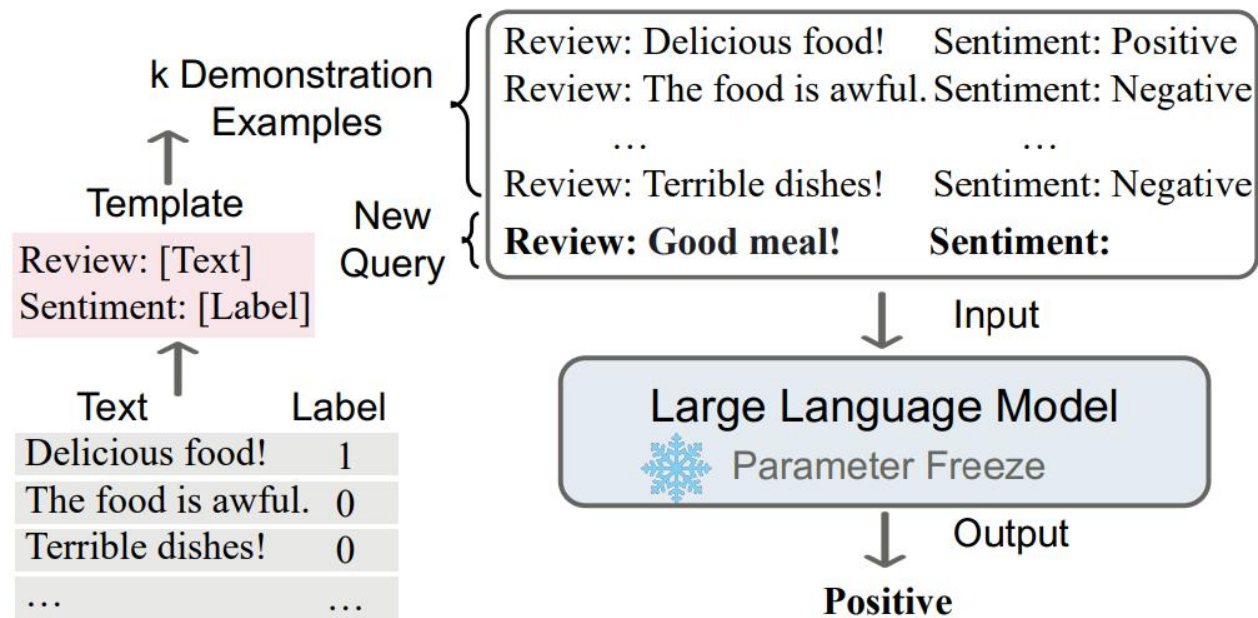 k Demonstration
Examples
Template
Review: [Text]
Sentiment: [Label]
Text Label
Delicious food! 1
The food is awful. 0
Terrible dishes! 0
… …
Review: Delicious food! Sentiment: Positive
Review: The food is awful. Sentiment: Negative
… …
Review: Terrible dishes! Sentiment: Negative
New
Query
Review: Good meal! Sentiment:
Input
Large Language Model
Parameter Freeze
Output
Positive